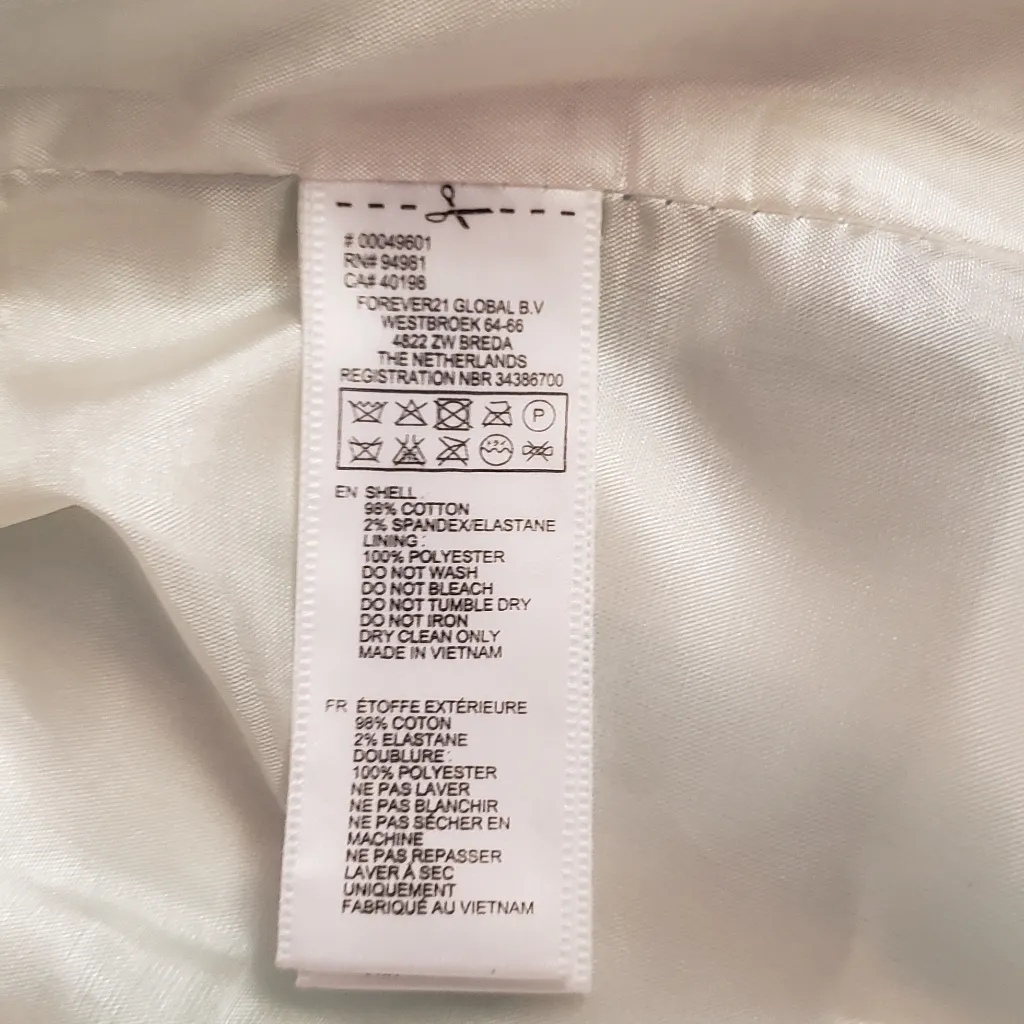 # 00049601
RN# 94981
CA# 40198
FOREVER21 GLOBAL B.V
WESTBROEK 64-66
4822 ZW BREDA
THE NETHERLANDS
REGISTRATION NBR 34386700
P
EN SHELL :
98% COTTON
2% SPANDEX/ELASTANE
LINING :
100% POLYESTER
DO NOT WASH
DO NOT BLEACH
DO NOT TUMBLE DRY
DO NOT IRON
DRY CLEAN ONLY
MADE IN VIETNAM
FR ÉTOFFE EXTÉRIEURE
98% COTON
2% ELASTANE
DOUBLURE :
100% POLYESTER
NE PAS LAVER
NE PAS BLANCHIR
NE PAS SÉCHER EN
MACHINE
NE PAS REPASSER
LAVER À SEC
UNIQUEMENT
FABRIQUÉ AU VIETNAM